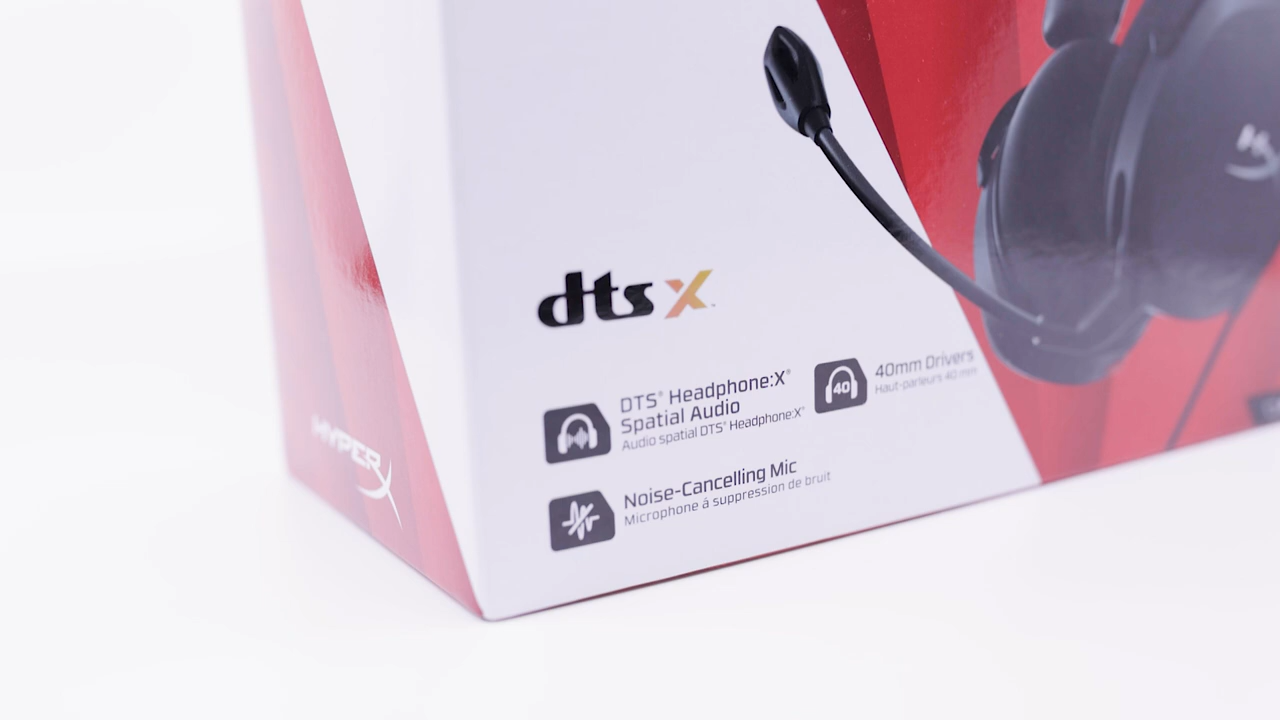 dts X™
DTS® Headphone:X®
Spatial Audio
Audio spatial DTS® Headphone:X®
40
40mm Drivers
Haut-parleurs 40 mm
Noise-Cancelling Mic
Microphone á suppression de bruit
HYPERX